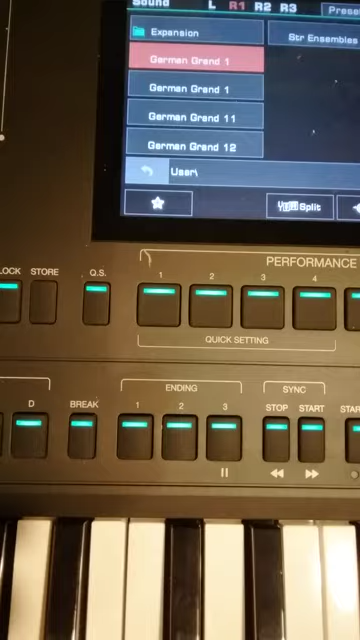 Sound L R1 R2 R3
Expansion
Str Ensembles
German Grand 1
German Grand 1
German Grand 11
German Grand 12
User\
Split
STORE Q.S.
PERFORMANCE
1 2 3 4
QUICK SETTING
D BREAK
ENDING
1 2 3
SYNC
STOP START